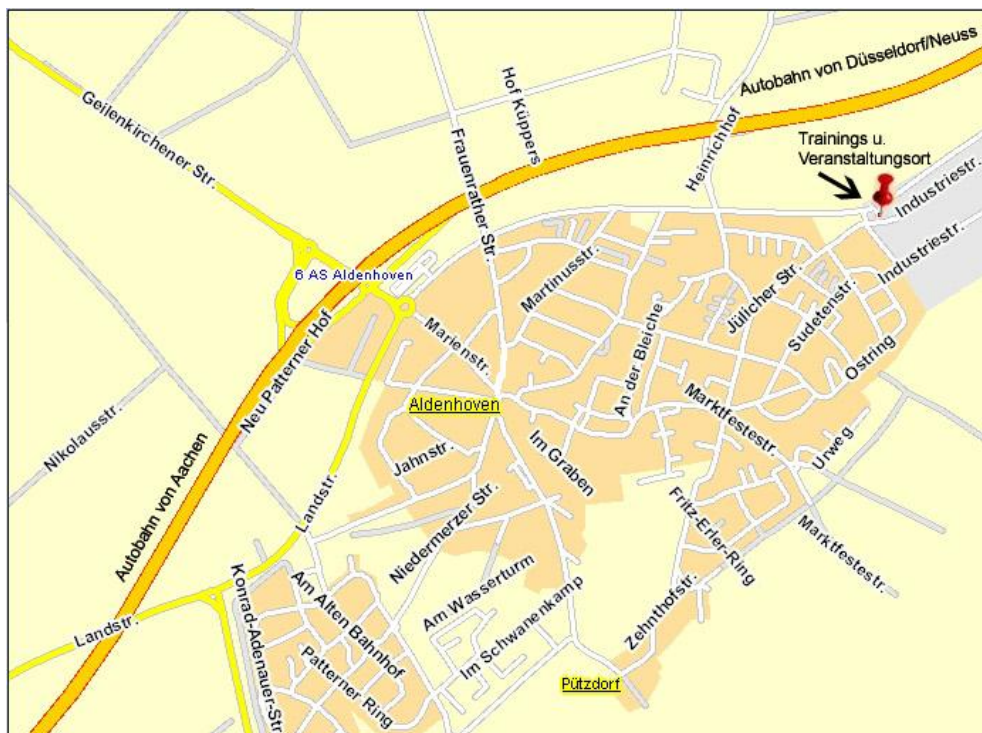 Autobahn von Düsseldorf/Neuss
Hof Küppers
Geilenkirchener Str.
Frauenrather Str
Heinrichhof
Trainings u.
Veranstaltungsort
Industriestr.
Industriestr.
6 AS Aldenhoven
Martinusstr.
Jülicher Str.
Sudetenstr.
Neu Patterner Hof
Marienstr.
An der Bleiche
Ostring
Aldenhoven
Marktfestestr.
Nikolausstr.
Jahnstr.
Im Graben
Urweg
Autobahn von Aachen
Landstr.
Niedermerzer Str.
Fritz-Erler-Ring
Marktfestestr.
Am Wasserturm
Konrad-Adenauer-Str
Am Alten Bahnhof
Im Schwanenkamp
Zehnthofstr.
Landstr.
Patterner Ring
Pützdorf